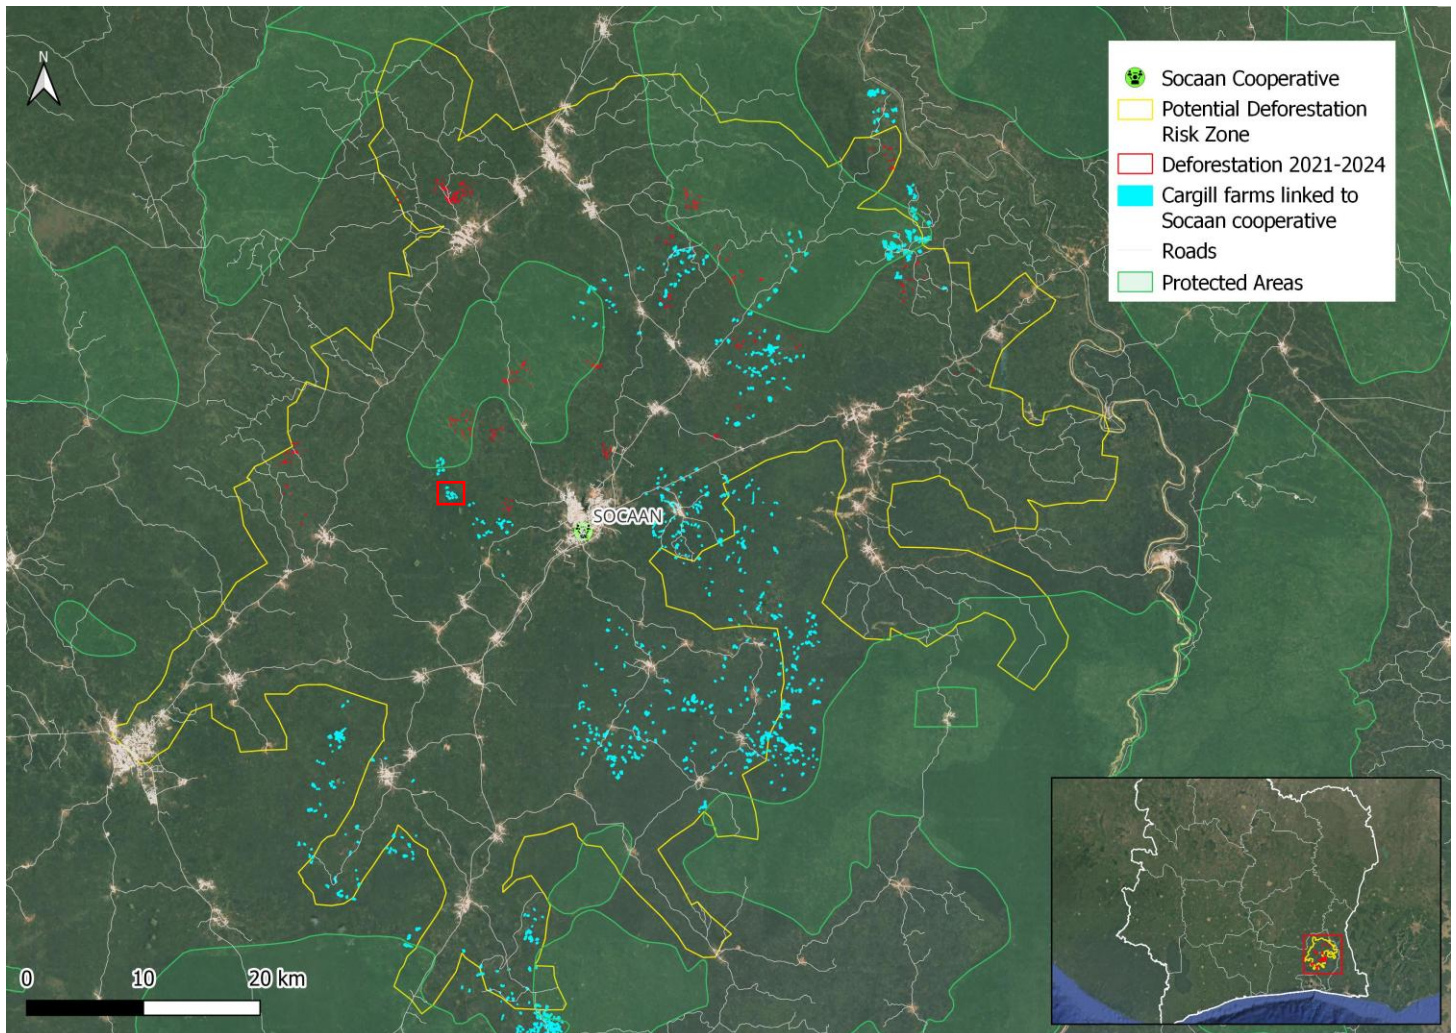 N
Socaan Cooperative
Potential Deforestation
Risk Zone
Deforestation 2021-2024
Cargill farms linked to
Socaan cooperative
Roads
Protected Areas
SOCAAN
0
10
20 km